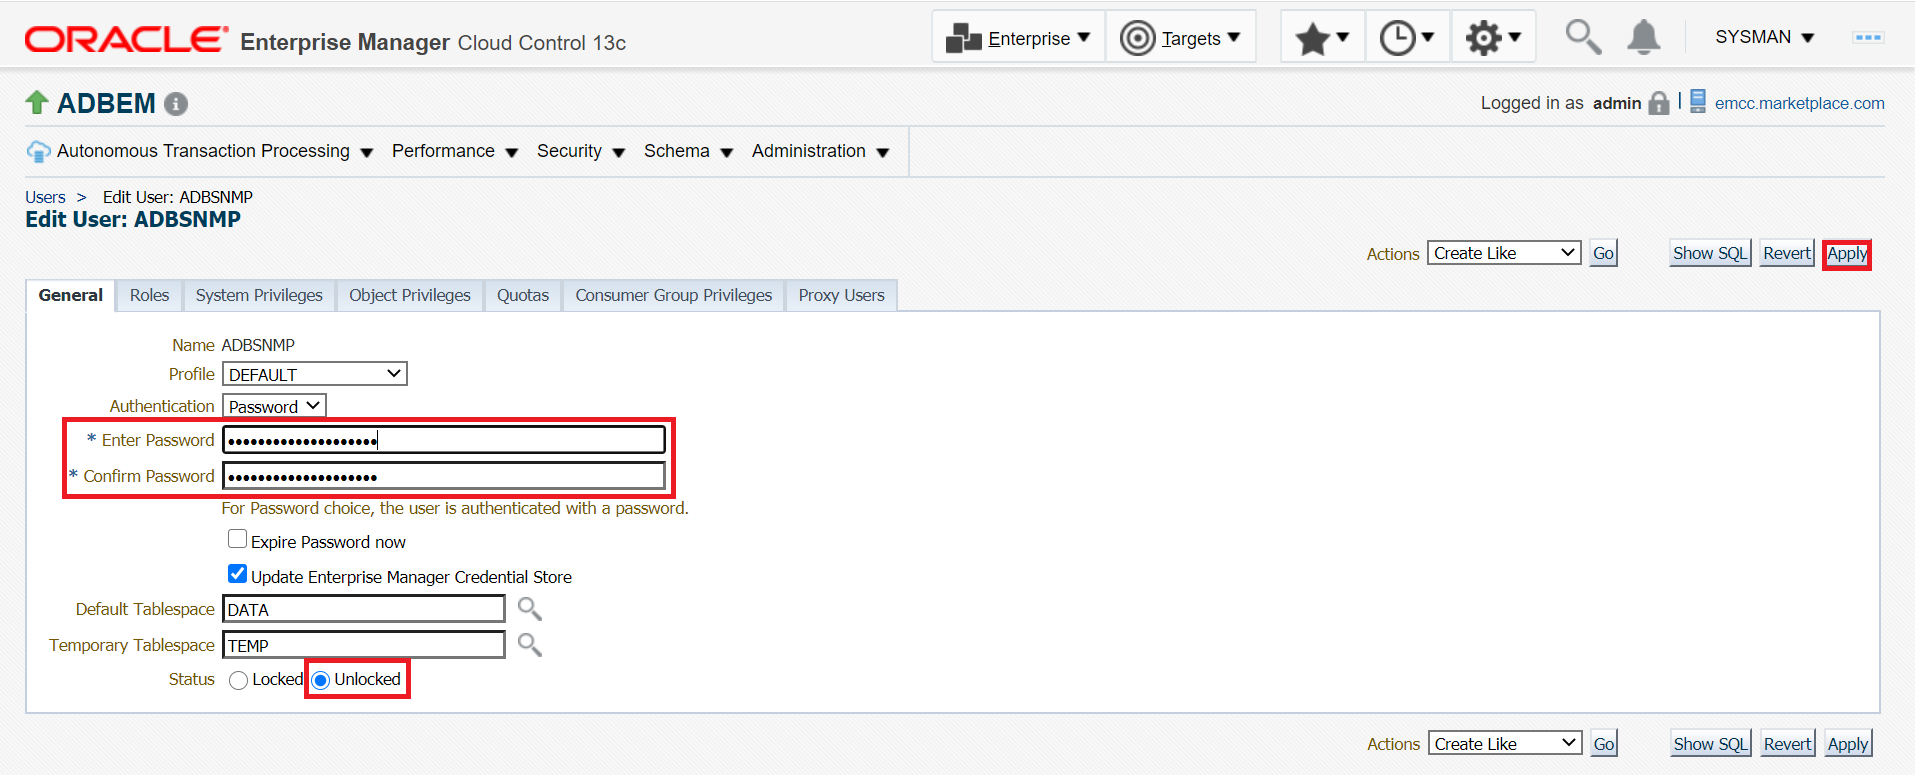 ORACLE® Enterprise Manager Cloud Control 13c Enterprise Targets SYSMAN
ADBEM Logged in as admin emcc.marketplace.com
Autonomous Transaction Processing Performance Security Schema Administration
Users > Edit User: ADBSNMP
Edit User: ADBSNMP
Actions Create Like Go Show SQL Revert Apply
General Roles System Privileges Object Privileges Quotas Consumer Group Privileges Proxy Users
Name ADBSNMP
Profile DEFAULT
Authentication Password
* Enter Password ••••••••••••••••••••
* Confirm Password ••••••••••••••••••••
For Password choice, the user is authenticated with a password.
Expire Password now
Update Enterprise Manager Credential Store
Default Tablespace DATA
Temporary Tablespace TEMP
Status Locked Unlocked
Actions Create Like Go Show SQL Revert Apply